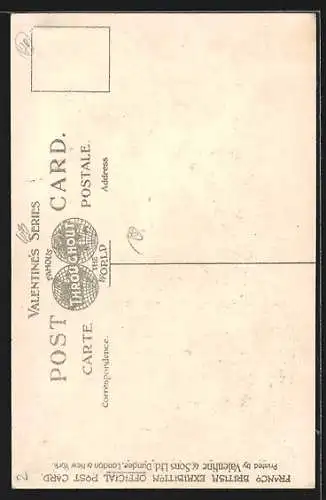 VALENTINE'S SERIES
FAMOUS THROUGHOUT THE WORLD
POST CARD.
CARTE POSTALE.
Correspondence. Address
FRANCO BRITISH EXHIBITION OFFICIAL POST CARD.
Printed by Valentine & Sons Ltd. Dundee, London & New York.